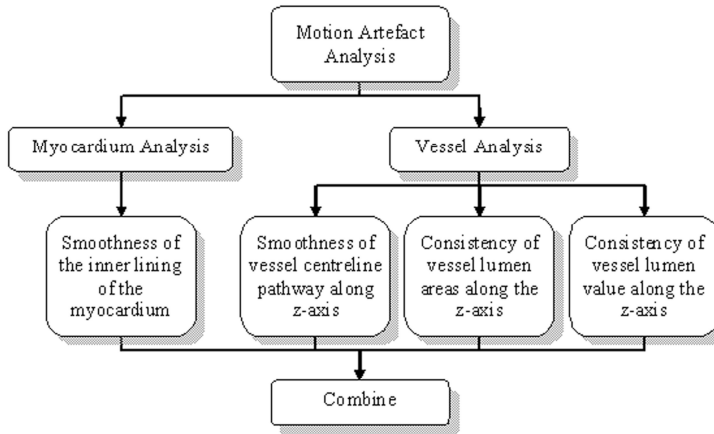 Motion Artefact
Analysis
Myocardium Analysis
Vessel Analysis
Smoothness of
the inner lining
of the
myocardium
Smoothness of
vessel centreline
pathway along
z-axis
Consistency of
vessel lumen
areas along the
z-axis
Consistency of
vessel lumen
value along the
z-axis
Combine